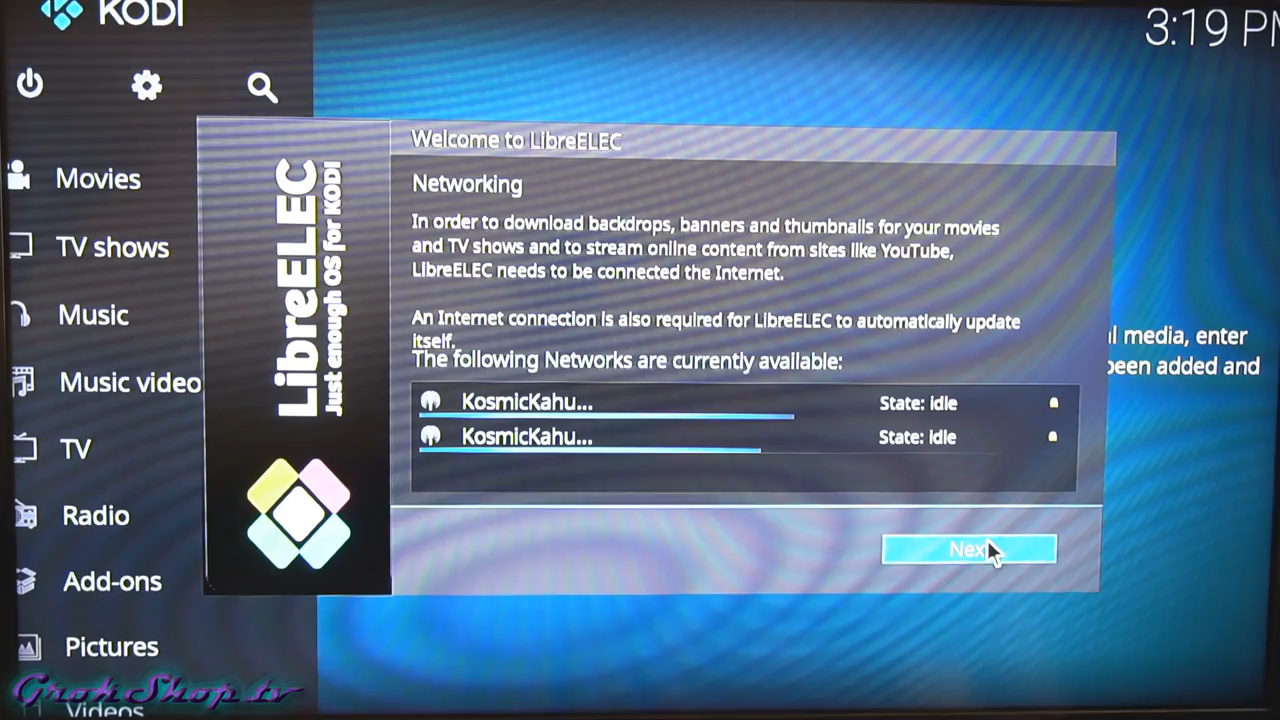 KODI
3:19 PM
Movies
TV shows
Music
Music video
TV
Radio
Add-ons
Pictures
Videos
LibreELEC
Just enough OS for KODI
Welcome to LibreELEC
Networking
In order to download backdrops, banners and thumbnails for your movies
and TV shows and to stream online content from sites like YouTube,
LibreELEC needs to be connected the Internet.
An Internet connection is also required for LibreELEC to automatically update
itself.
The following Networks are currently available:
KosmicKahu... State: idle
KosmicKahu... State: idle
Next
media, enter
been added and
GrokShop.tv